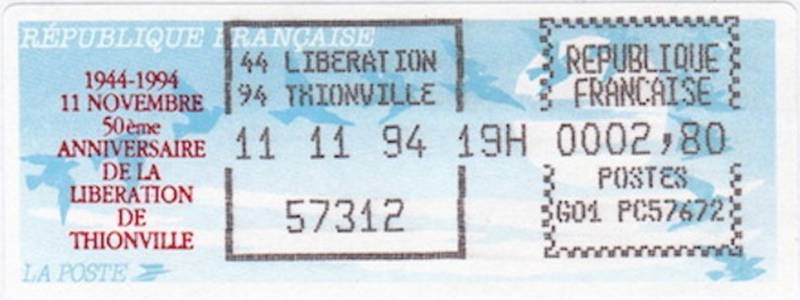 RÉPUBLIQUE FRANÇAISE
1944-1994
11 NOVEMBRE
50ème
ANNIVERSAIRE
DE LA
LIBERATION
DE
THIONVILLE
LA POSTE
44 LIBERATION
94 THIONVILLE
11 11 94 19H
57312
REPUBLIQUE
FRANCAISE
0002,80
POSTES
G01 PC57672